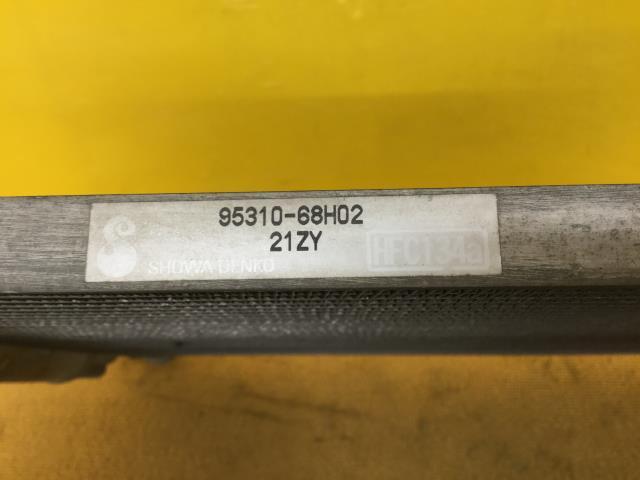 95310-68H02
21ZY
SHOWA DENKO
HFC134a